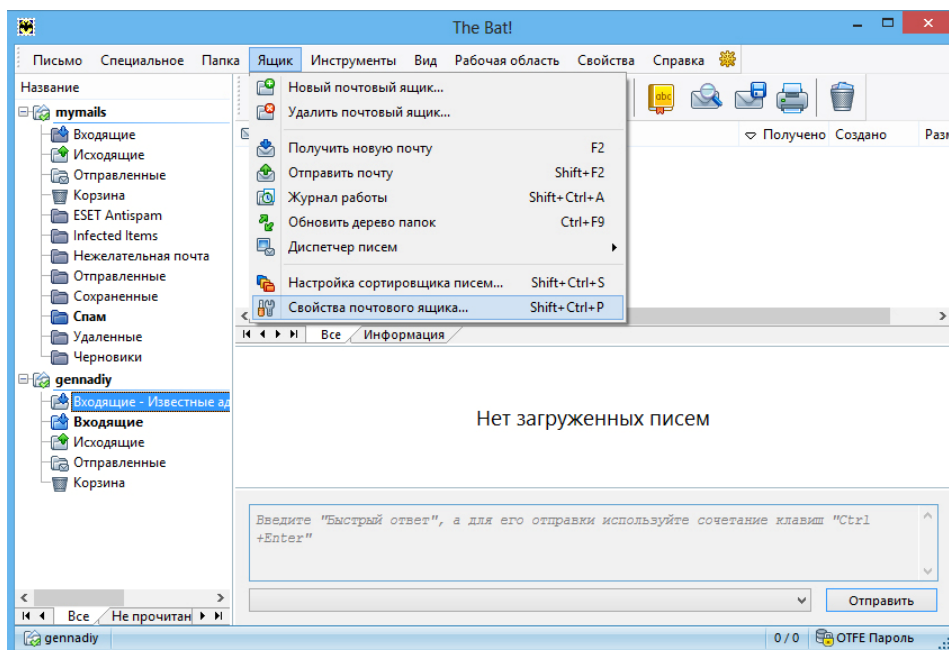 The Bat!
Письмо Специальное Папка Ящик Инструменты Вид Рабочая область Свойства Справка
Название
mymails
Входящие
Исходящие
Отправленные
Корзина
ESET Antispam
Infected Items
Нежелательная почта
Отправленные
Сохраненные
Спам
Удаленные
Черновики
gennadiy
Входящие - Известные ад
Входящие
Исходящие
Отправленные
Корзина
Все Не прочитан
Новый почтовый ящик...
Удалить почтовый ящик...
Получить новую почту F2
Отправить почту Shift+F2
Журнал работы Shift+Ctrl+A
Обновить дерево папок Ctrl+F9
Диспетчер писем
Настройка сортировщика писем... Shift+Ctrl+S
Свойства почтового ящика... Shift+Ctrl+P
abc
Получено Создано Разм
Все Информация
Нет загруженных писем
Введите "Быстрый ответ", а для его отправки используйте сочетание клавиш "Ctrl
+Enter"
Отправить
gennadiy 0 / 0 OTFE Пароль